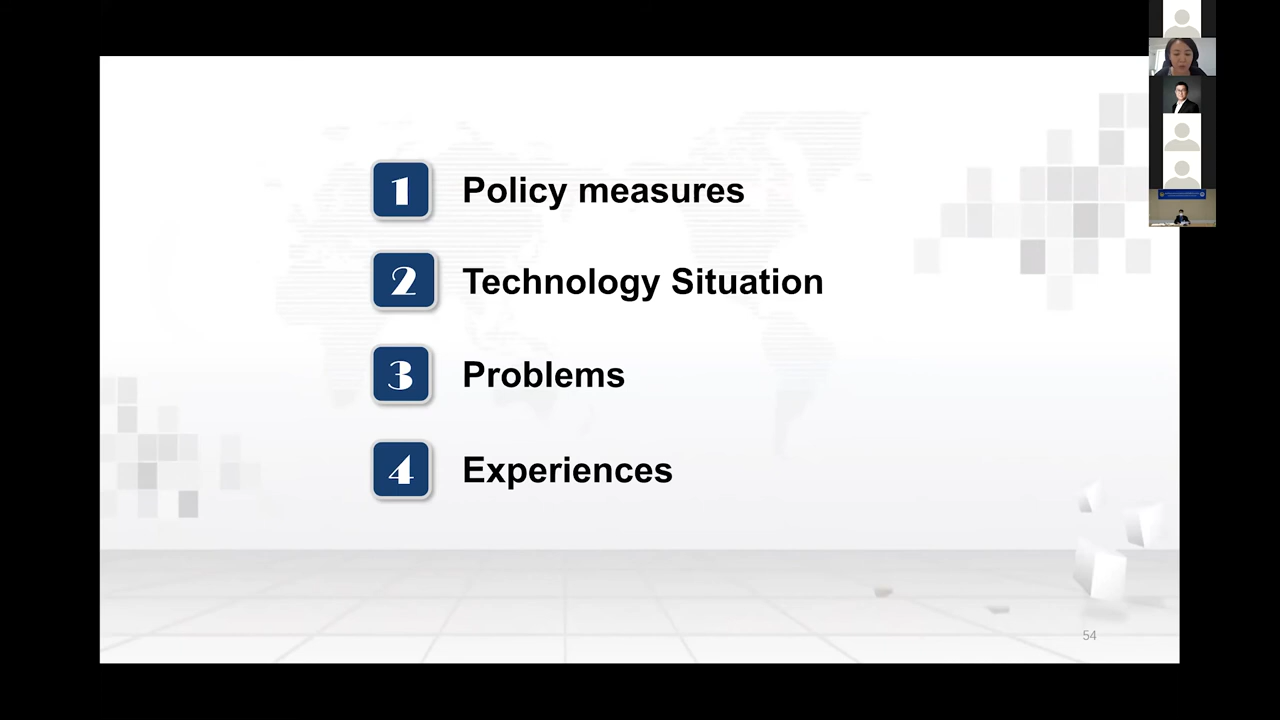 1 Policy measures
2 Technology Situation
3 Problems
4 Experiences
54